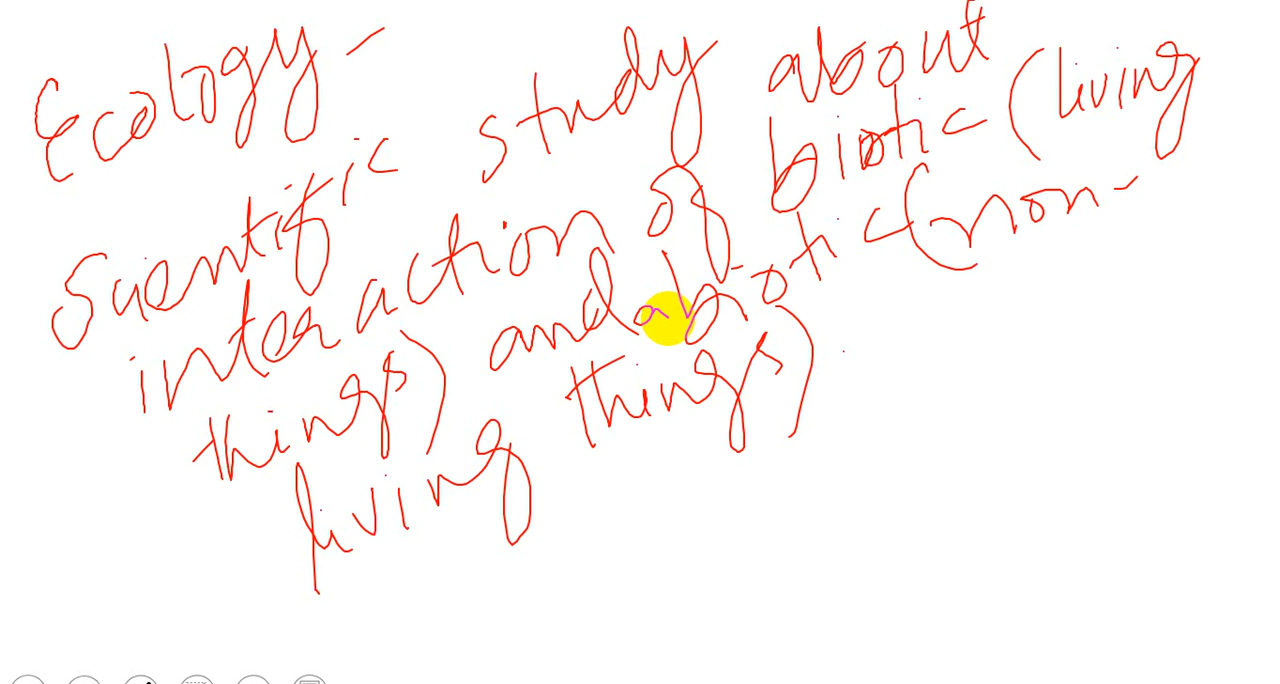 Ecology -
Scientific study about
interaction of biotic (living
things) and abiotic (non-
living things)